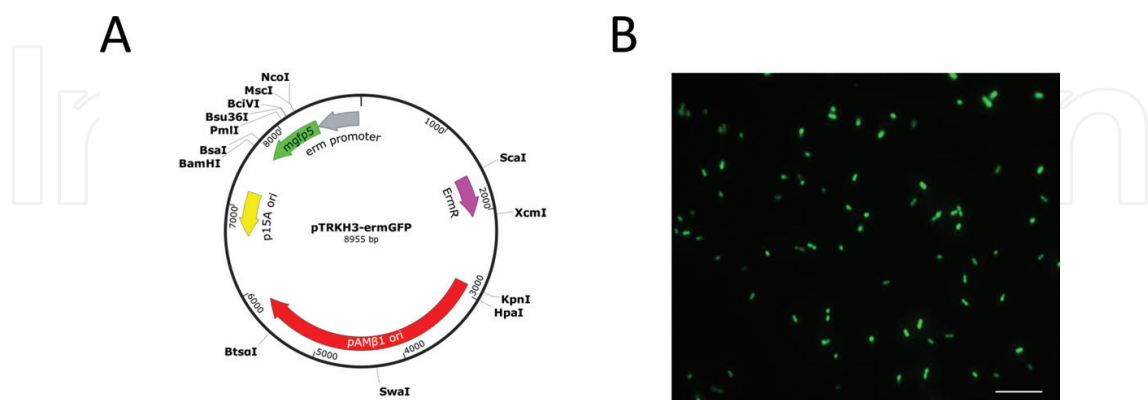 A
B
NcoI
MscI
BciVI
Bsu36I
PmlI
BsaI
BamHI
8000
mgfp5
erm promoter
1000
ScaI
ErmR
2000
XcmI
7000
p15A ori
pTRKH3-ermGFP
8955 bp
3000
KpnI
HpaI
6000
pAMβ1 ori
BtsαI
5000
4000
SwaI